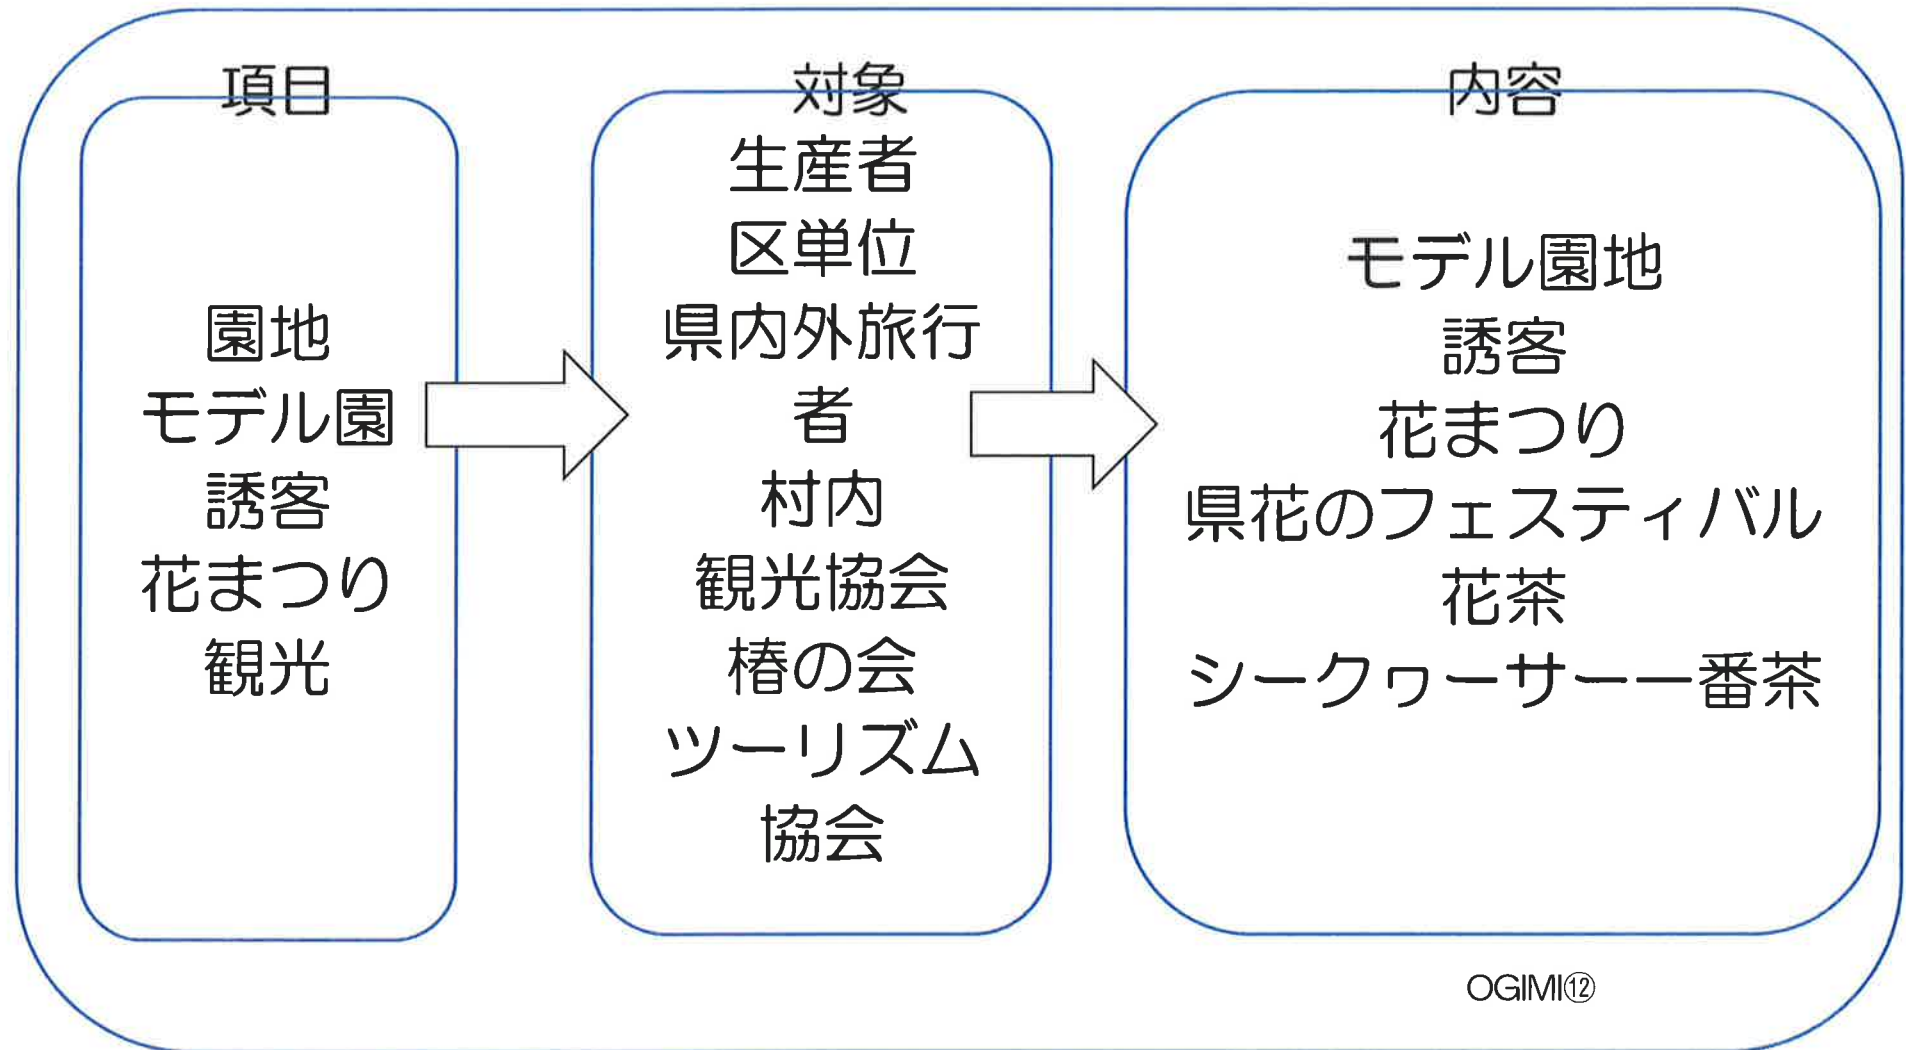 項目
園地
モデル園
誘客
花まつり
観光
対象
生産者
区単位
県内外旅行
者
村内
観光協会
椿の会
ツーリズム
協会
内容
モデル園地
誘客
花まつり
県花のフェスティバル
花茶
シークヮーサー一番茶
OGIMI⑫